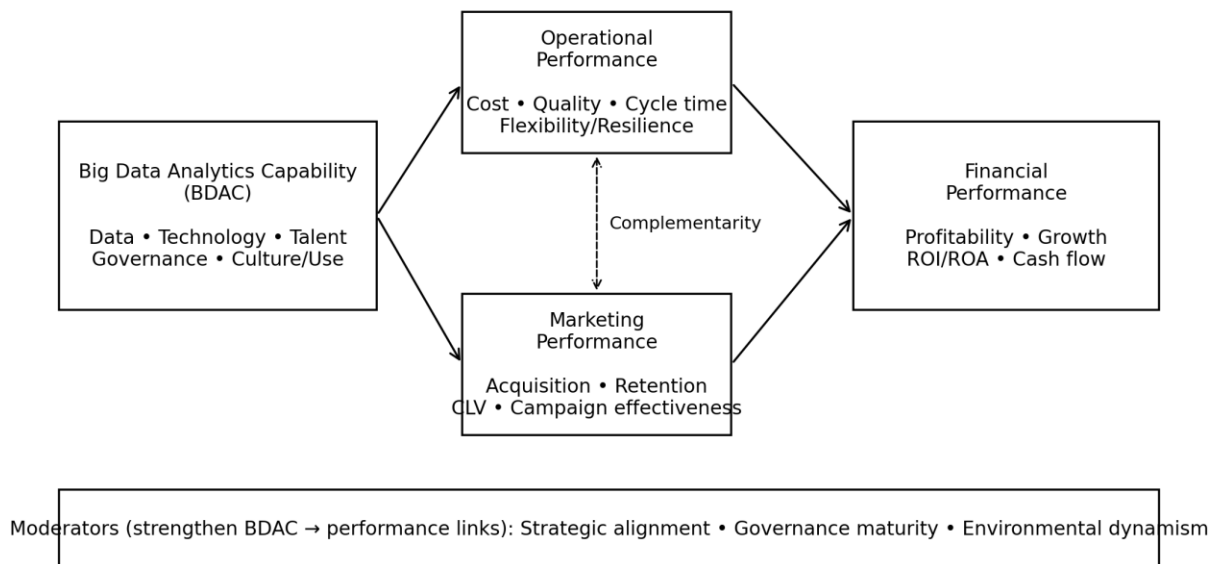 Operational
Performance
Cost • Quality • Cycle time
Flexibility/Resilience
Big Data Analytics Capability
(BDAC)
Data • Technology • Talent
Governance • Culture/Use
Complementarity
Financial
Performance
Profitability • Growth
ROI/ROA • Cash flow
Marketing
Performance
Acquisition • Retention
CLV • Campaign effectiveness
Moderators (strengthen BDAC → performance links): Strategic alignment • Governance maturity • Environmental dynamism